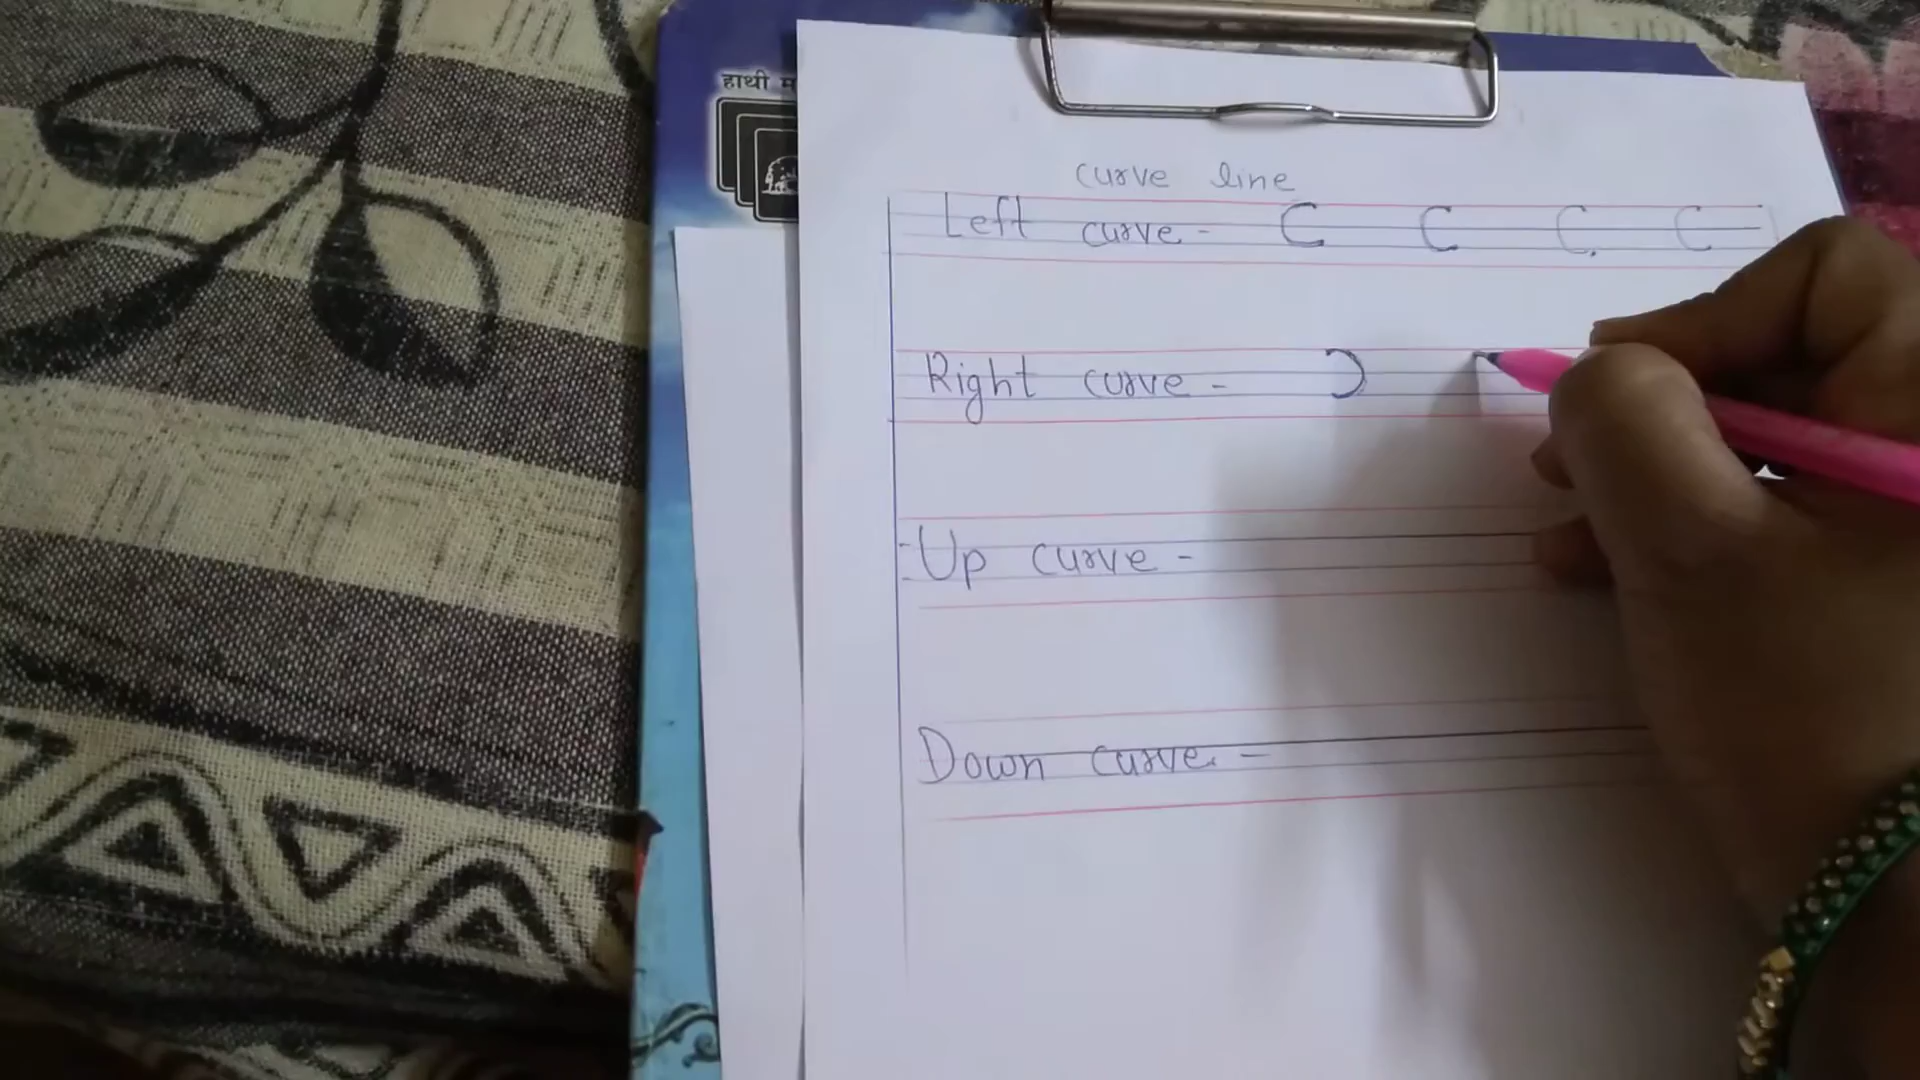 हाथी म
curve line
Left curve - C C C. C
Right curve -
Up curve -
Down curve -